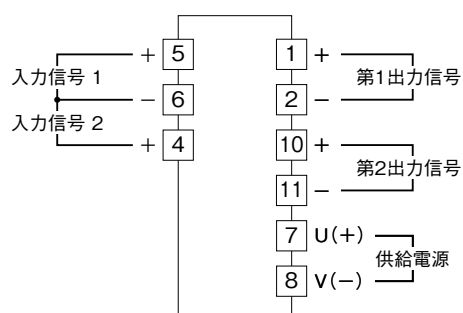 + 5
入力信号 1
− 6
入力信号 2
+ 4
1 +
第1出力信号
2 −
10 +
第2出力信号
11 −
7 U(+)
供給電源
8 V(−)